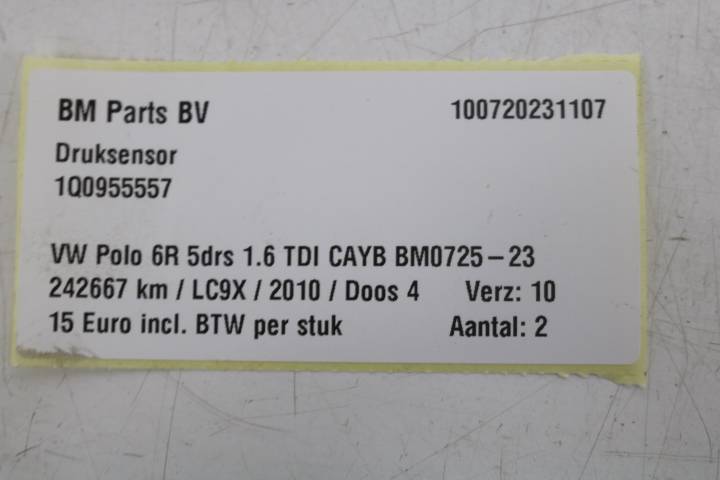 BM Parts BV 100720231107
Druksensor
1Q0955557
VW Polo 6R 5drs 1.6 TDI CAYB BM0725-23
242667 km / LC9X / 2010 / Doos 4 Verz: 10
15 Euro incl. BTW per stuk Aantal: 2